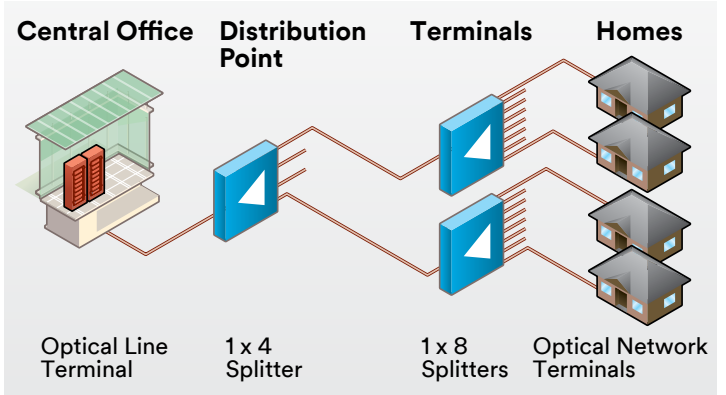 Central Office
Distribution
Point
Terminals
Homes
Optical Line
Terminal
1 x 4
Splitter
1 x 8
Splitters
Optical Network
Terminals